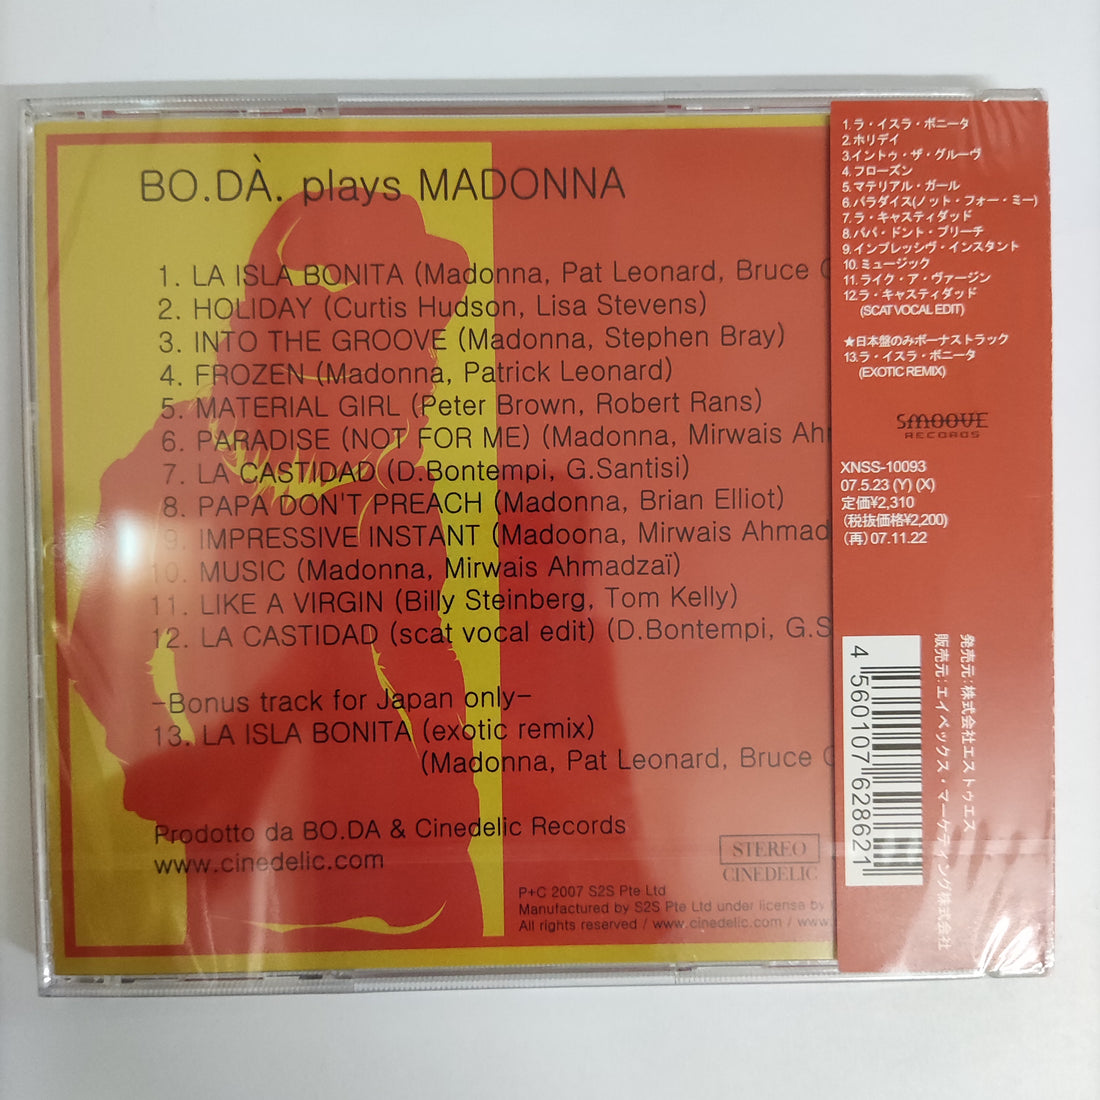 BO.DÀ. plays MADONNA
1. LA ISLA BONITA (Madonna, Pat Leonard, Bruce
2. HOLIDAY (Curtis Hudson, Lisa Stevens)
3. INTO THE GROOVE (Madonna, Stephen Bray)
4. FROZEN (Madonna, Patrick Leonard)
5. MATERIAL GIRL (Peter Brown, Robert Rans)
6. PARADISE (NOT FOR ME) (Madonna, Mirwais
7. LA CASTIDAD (D.Bontempi, G.Santisi)
8. PAPA DON'T PREACH (Madonna, Brian Elliot)
9. IMPRESSIVE INSTANT (Madoona, Mirwais Ahmad
10. MUSIC (Madonna, Mirwais Ahmadzaï)
11. LIKE A VIRGIN (Billy Steinberg, Tom Kelly)
12. LA CASTIDAD (scat vocal edit) (D.Bontempi, G.S
-Bonus track for Japan only-
13. LA ISLA BONITA (exotic remix)
(Madonna, Pat Leonard, Bruce
Prodotto da BO.DA & Cinedelic Records
www.cinedelic.com
STEREO
CINEDELIC
P+C 2007 S2S Pte Ltd
Manufactured by S2S Pte Ltd under license by
All rights reserved / www.cinedelic.com / www.
1.ラ・イスラ・ボニータ
2.ホリデイ
3.イントゥ・ザ・グルーヴ
4.フローズン
5.マテリアル・ガール
6.パラダイス(ノット・フォー・ミー)
7.ラ・キャスティダッド
8.パパ・ドント・プリーチ
9.インプレッシヴ・インスタント
10.ミュージック
11.ライク・ア・ヴァージン
12.ラ・キャスティダッド
(SCAT VOCAL EDIT)
★日本盤のみボーナストラック
13.ラ・イスラ・ボニータ
(EXOTIC REMIX)
SMOOVE
RECORDS
XNSS-10093
07.5.23 (Y) (X)
定価¥2,310
(税抜価格¥2,200)
(再) 07.11.22
発売元:株式会社エストゥエス
販売元:エイベックス・マーケティング株式会社
4 560107 628621